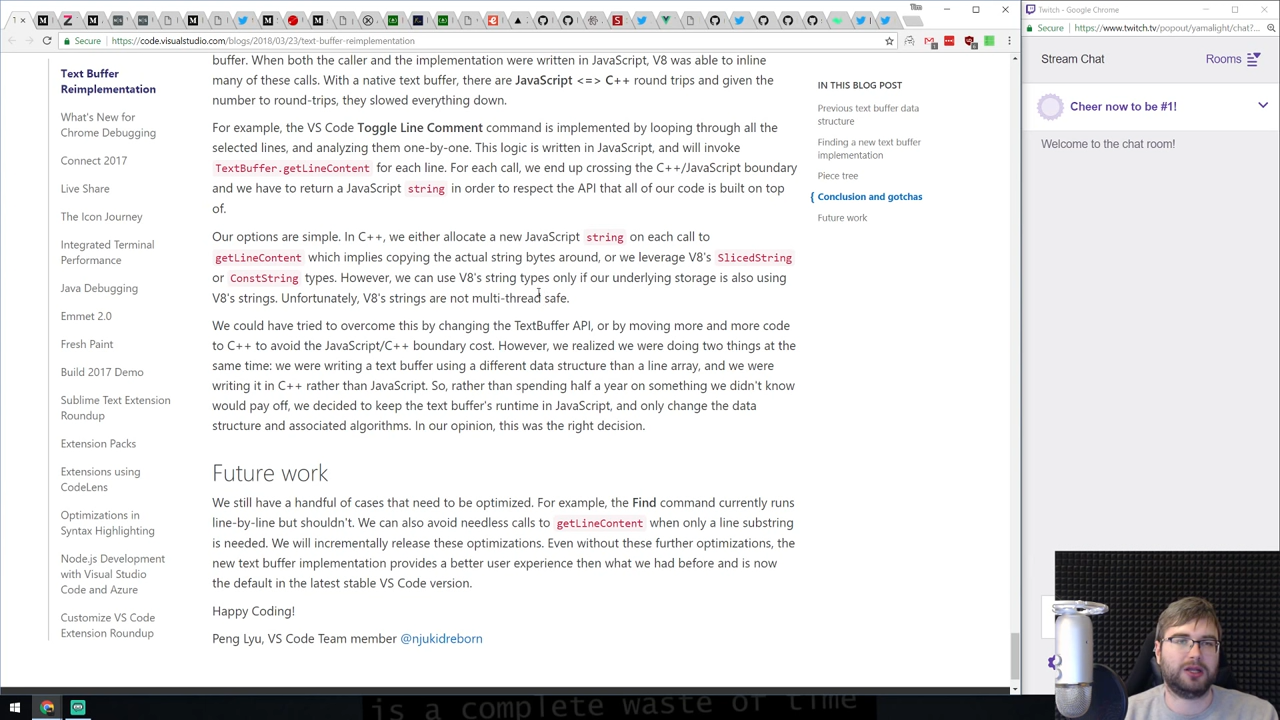 Tim
Secure
https://code.visualstudio.com/blogs/2018/03/23/text-buffer-reimplementation
Text Buffer
Reimplementation
What's New for
Chrome Debugging
Connect 2017
Live Share
The Icon Journey
Integrated Terminal
Performance
Java Debugging
Emmet 2.0
Fresh Paint
Build 2017 Demo
Sublime Text Extension
Roundup
Extension Packs
Extensions using
CodeLens
Optimizations in
Syntax Highlighting
Node.js Development
with Visual Studio
Code and Azure
Customize VS Code
Extension Roundup
buffer. When both the caller and the implementation were written in JavaScript, V8 was able to inline
many of these calls. With a native text buffer, there are JavaScript <=> C++ round trips and given the
number to round-trips, they slowed everything down.
For example, the VS Code Toggle Line Comment command is implemented by looping through all the
selected lines, and analyzing them one-by-one. This logic is written in JavaScript, and will invoke
TextBuffer.getLineContent for each line. For each call, we end up crossing the C++/JavaScript boundary
and we have to return a JavaScript string in order to respect the API that all of our code is built on top
of.
Our options are simple. In C++, we either allocate a new JavaScript string on each call to
getLineContent which implies copying the actual string bytes around, or we leverage V8's SlicedString
or ConstString types. However, we can use V8's string types only if our underlying storage is also using
V8's strings. Unfortunately, V8's strings are not multi-thread safe.
We could have tried to overcome this by changing the TextBuffer API, or by moving more and more code
to C++ to avoid the JavaScript/C++ boundary cost. However, we realized we were doing two things at the
same time: we were writing a text buffer using a different data structure than a line array, and we were
writing it in C++ rather than JavaScript. So, rather than spending half a year on something we didn't know
would pay off, we decided to keep the text buffer's runtime in JavaScript, and only change the data
structure and associated algorithms. In our opinion, this was the right decision.
Future work
We still have a handful of cases that need to be optimized. For example, the Find command currently runs
line-by-line but shouldn't. We can also avoid needless calls to getLineContent when only a line substring
is needed. We will incrementally release these optimizations. Even without these further optimizations, the
new text buffer implementation provides a better user experience then what we had before and is now
the default in the latest stable VS Code version.
Happy Coding!
Peng Lyu, VS Code Team member @njukidreborn
IN THIS BLOG POST
Previous text buffer data
structure
Finding a new text buffer
implementation
Piece tree
Conclusion and gotchas
Future work
Twitch - Google Chrome
Secure
https://www.twitch.tv/popout/yamalight/chat?...
Stream Chat
Rooms
Cheer now to be #1!
Welcome to the chat room!
is a complete waste of time